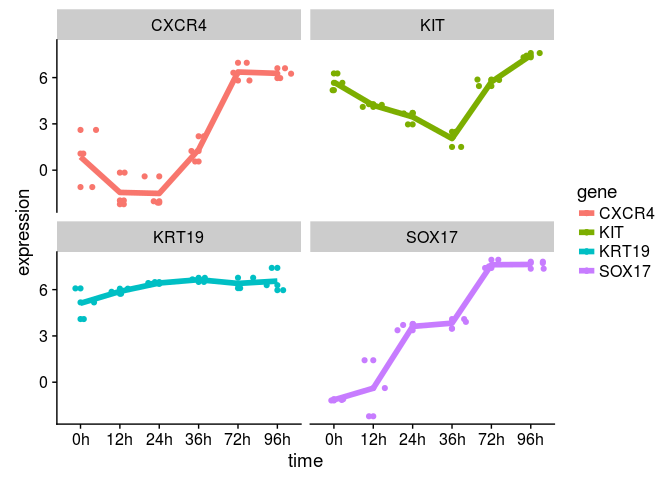 CXCR4
KIT
6
3
0
KRT19
SOX17
6
3
0
expression
0h 12h 24h 36h 72h 96h
0h 12h 24h 36h 72h 96h
time
gene
CXCR4
KIT
KRT19
SOX17